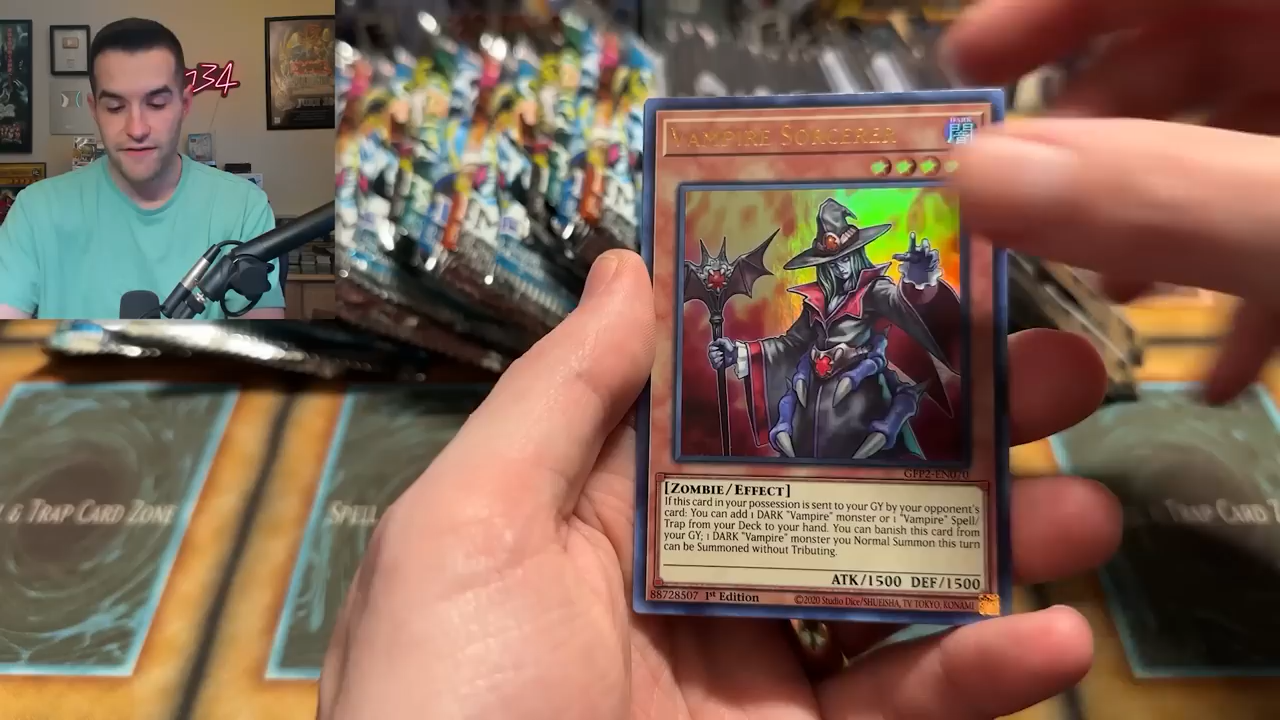 734
VAMPIRE SORCERER
DARK
闇
GFP2-EN070
[ZOMBIE/EFFECT]
If this card in your possession is sent to your GY by your opponent's
card: You can add 1 DARK "Vampire" monster or 1 "Vampire" Spell/
Trap from your Deck to your hand. You can banish this card from
your GY; 1 DARK "Vampire" monster you Normal Summon this turn
can be Summoned without Tributing.
ATK/1500 DEF/1500
88728507 1st Edition ©2020 Studio Dice/SHUEISHA, TV TOKYO, KONAMI
& TRAP CARD ZONE
SPELL
TRAP CARD